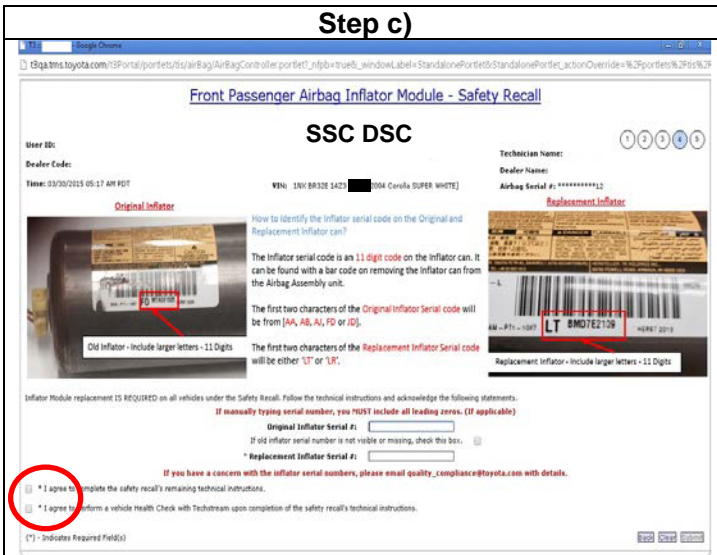 Step c)
- Google Chrome
t3qa.tms.toyota.com/t3Portal/portlets/tis/airBag/AirBagController.portlet?_nfpb=true&_windowLabel=StandalonePortlet&StandalonePortlet_actionOverride=%2Fportlets%2Ftis%2F
Front Passenger Airbag Inflator Module - Safety Recall
SSC DSC
1 2 3 4 5
User ID:
Technician Name:
Dealer Code:
Dealer Name:
Time: 03/30/2015 05:17 AM PDT
VIN: 1NX BR32E 14Z3 2004 Corolla SUPER WHITE]
Airbag Serial #: **********12
Original Inflator
Replacement Inflator
How to Identify the Inflator serial code on the Original and
Replacement Inflator can?
The Inflator serial code is an 11 digit code on the Inflator can. It
can be found with a bar code on removing the Inflator can from
the Airbag Assembly unit.
The first two characters of the Original Inflator Serial code will
be from [AA, AB, AJ, FD or JD].
The first two characters of the Replacement Inflator Serial code
will be either 'LT' or 'LR'.
FD
Old Inflator - Include larger letters - 11 Digits
LT BMD7E2109
Replacement Inflator - Include larger letters - 11 Digits
Inflator Module replacement IS REQUIRED on all vehicles under the Safety Recall. Follow the technical instructions and acknowledge the following statements.
If manually typing serial number, you MUST include all leading zeros. (If applicable)
Original Inflator Serial #:
If old inflator serial number is not visible or missing, check this box.
* Replacement Inflator Serial #:
If you have a concern with the inflator serial numbers, please email quality_compliance@toyota.com with details.
* I agree to complete the safety recall's remaining technical instructions.
* I agree to perform a vehicle Health Check with Techstream upon completion of the safety recall's technical instructions.
(*) - Indicates Required Field(s)
Back Clear Submit